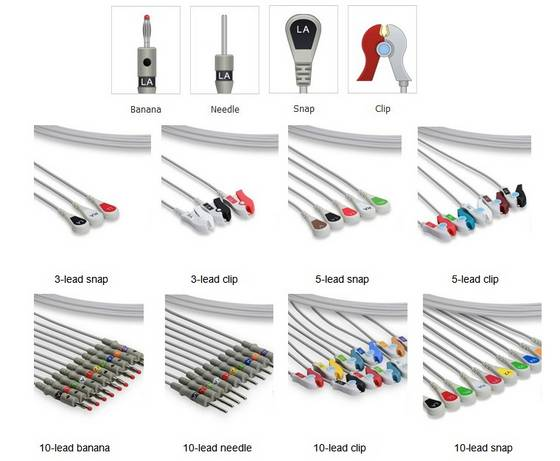 LA
LA
LA
Banana
Needle
Snap
Clip
3-lead snap
3-lead clip
5-lead snap
5-lead clip
10-lead banana
10-lead needle
10-lead clip
10-lead snap